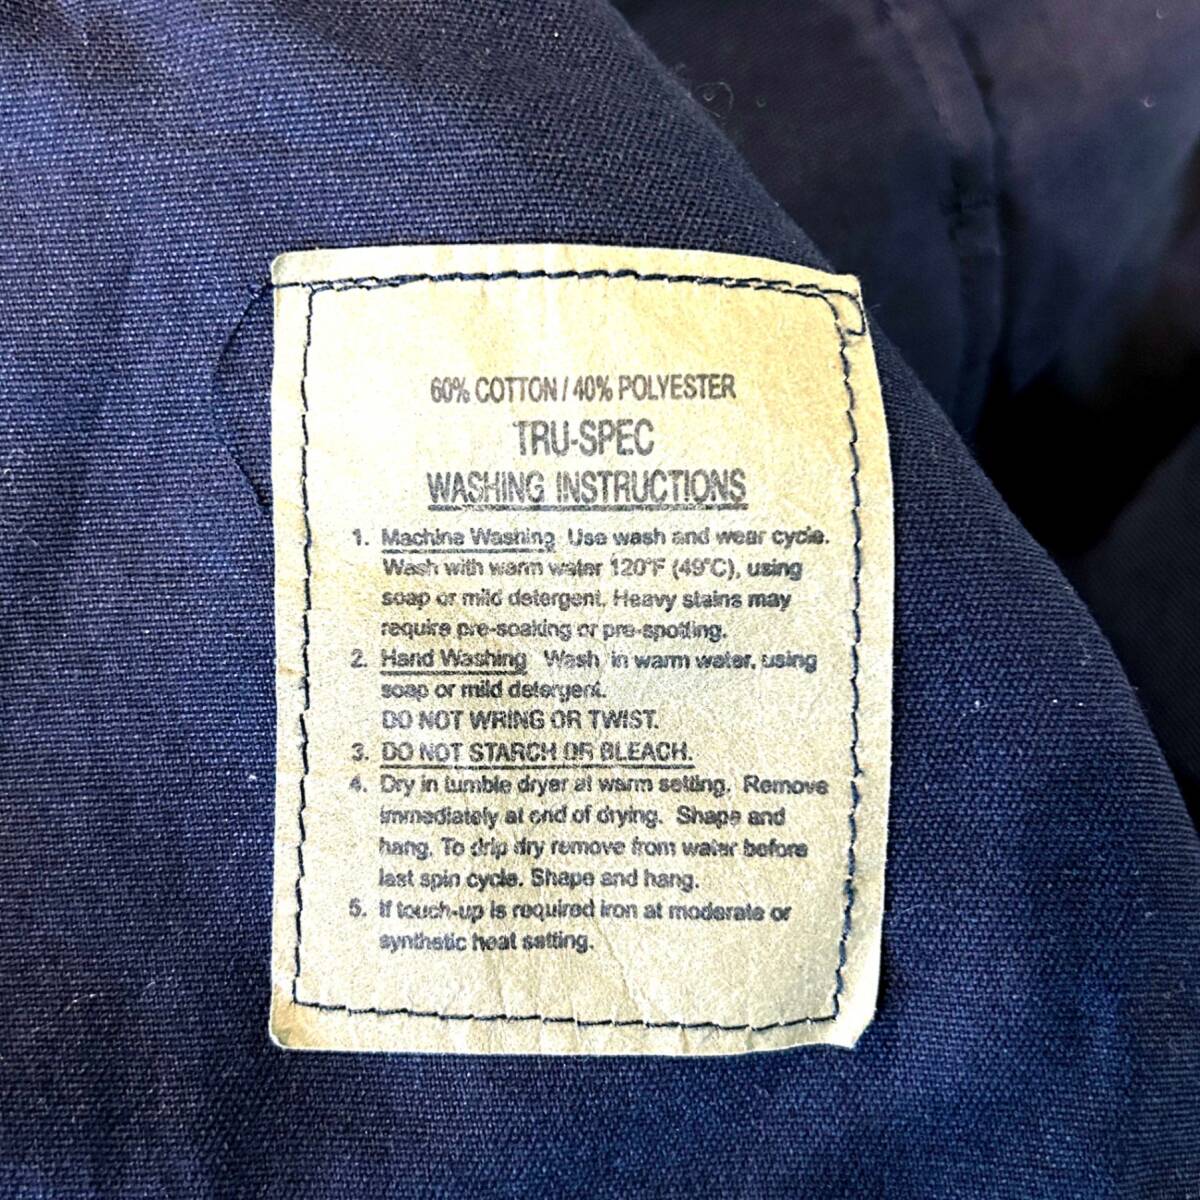 60% COTTON / 40% POLYESTER
TRU-SPEC
WASHING INSTRUCTIONS
1. Machine Washing Use wash and wear cycle.
Wash with warm water 120°F (49°C), using
soap or mild detergent. Heavy stains may
require pre-soaking or pre-spotting.
2. Hand Washing Wash in warm water, using
soap or mild detergent.
DO NOT WRING OR TWIST.
3. DO NOT STARCH OR BLEACH.
4. Dry in tumble dryer at warm setting. Remove
immediately at end of drying. Shape and
hang. To drip dry remove from water before
last spin cycle. Shape and hang.
5. If touch-up is required iron at moderate or
synthetic heat setting.